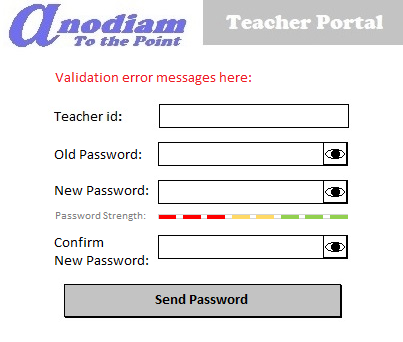 anodiam
To the Point
Teacher Portal
Validation error messages here:
Teacher id:
Old Password:
New Password:
Password Strength:
Confirm
New Password:
Send Password